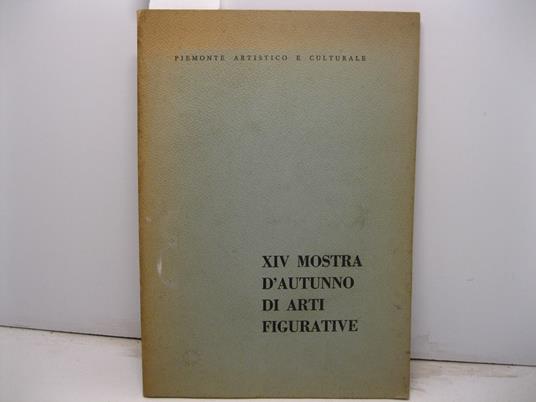 PIEMONTE ARTISTICO E CULTURALE
XIV MOSTRA
D'AUTUNNO
DI ARTI
FIGURATIVE